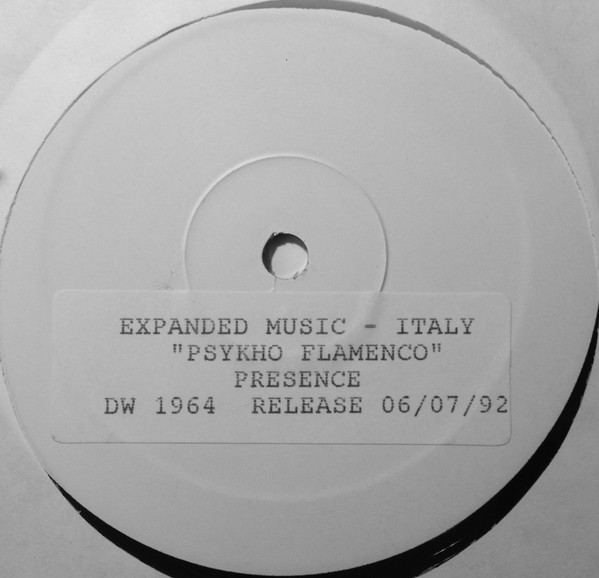 EXPANDED MUSIC - ITALY
"PSYKHO FLAMENCO"
PRESENCE
DW 1964 RELEASE 06/07/92